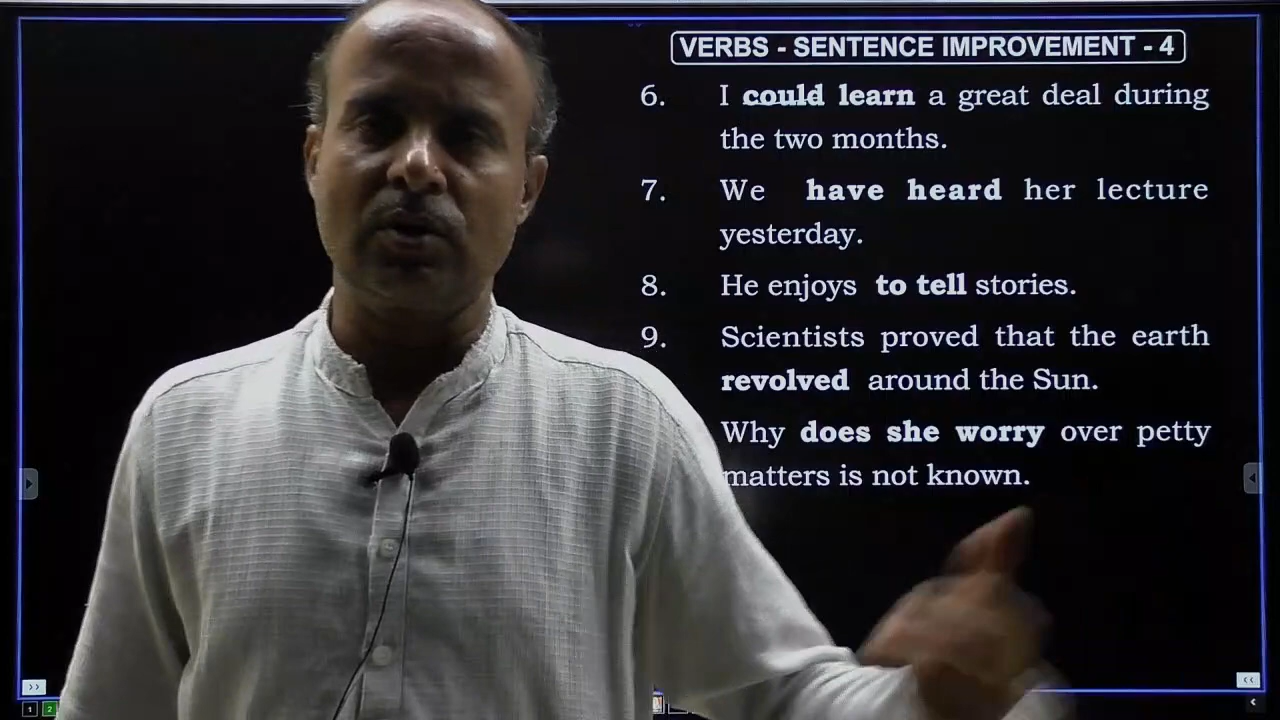 VERBS - SENTENCE IMPROVEMENT - 4
6. I could learn a great deal during
the two months.
7. We have heard her lecture
yesterday.
8. He enjoys to tell stories.
9. Scientists proved that the earth
revolved around the Sun.
Why does she worry over petty
matters is not known.
1 2